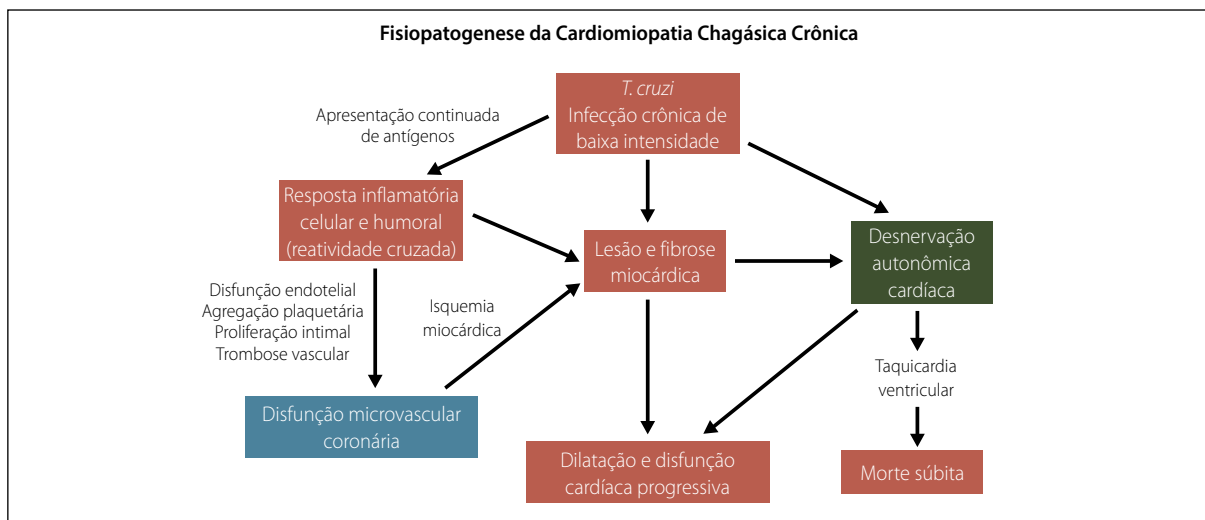 Fisiopatogenese da Cardiomiopatia Chagásica Crônica
T. cruzi
Infecção crônica de
baixa intensidade
Apresentação continuada
de antígenos
Resposta inflamatória
celular e humoral
(reatividade cruzada)
Lesão e fibrose
miocárdica
Desnervação
autonômica
cardíaca
Disfunção endotelial
Agregação plaquetária
Proliferação intimal
Trombose vascular
Isquemia
miocárdica
Taquicardia
ventricular
Disfunção microvascular
coronária
Dilatação e disfunção
cardíaca progressiva
Morte súbita